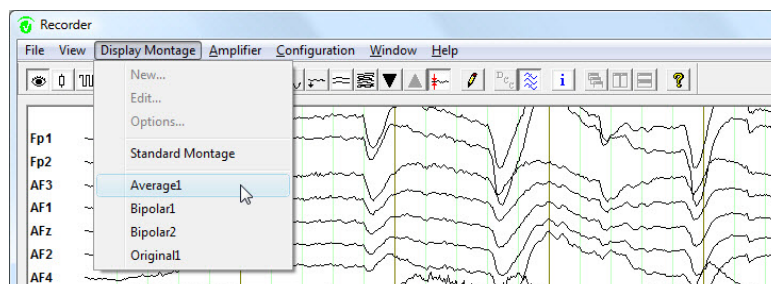 Recorder
File View Display Montage Amplifier Configuration Window Help
New...
Edit...
Options...
Standard Montage
Average1
Bipolar1
Bipolar2
Original1
DCc
i
?
Fp1
Fp2
AF3
AF1
AFz
AF2
AF4